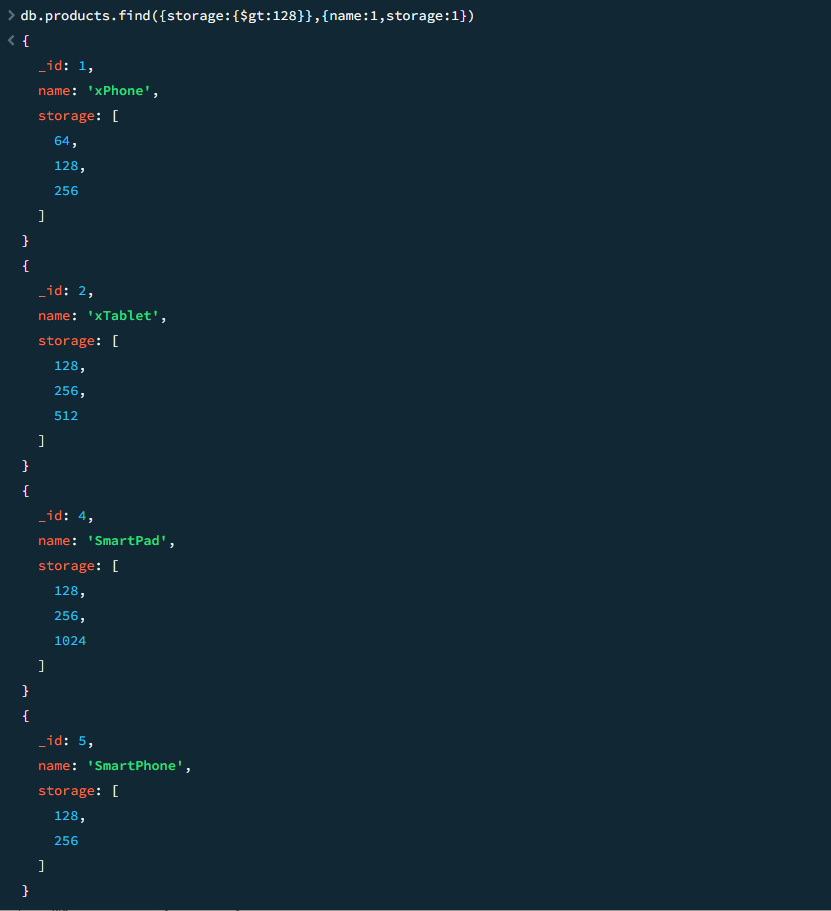 > db.products.find({storage:{$gt:128}},{name:1,storage:1})
< {
_id: 1,
name: 'xPhone',
storage: [
64,
128,
256
]
}
{
_id: 2,
name: 'xTablet',
storage: [
128,
256,
512
]
}
{
_id: 4,
name: 'SmartPad',
storage: [
128,
256,
1024
]
}
{
_id: 5,
name: 'SmartPhone',
storage: [
128,
256
]
}